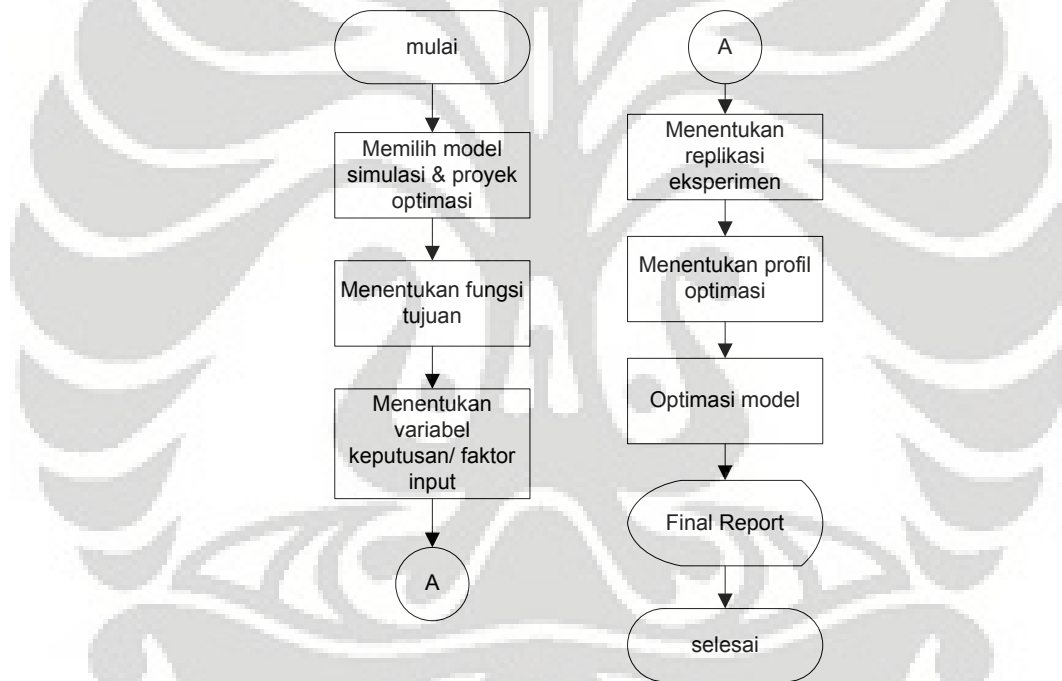 mulai
Memilih model
simulasi & proyek
optimasi
Menentukan fungsi
tujuan
Menentukan
variabel
keputusan/ faktor
input
A
A
Menentukan
replikasi
eksperimen
Menentukan profil
optimasi
Optimasi model
Final Report
selesai